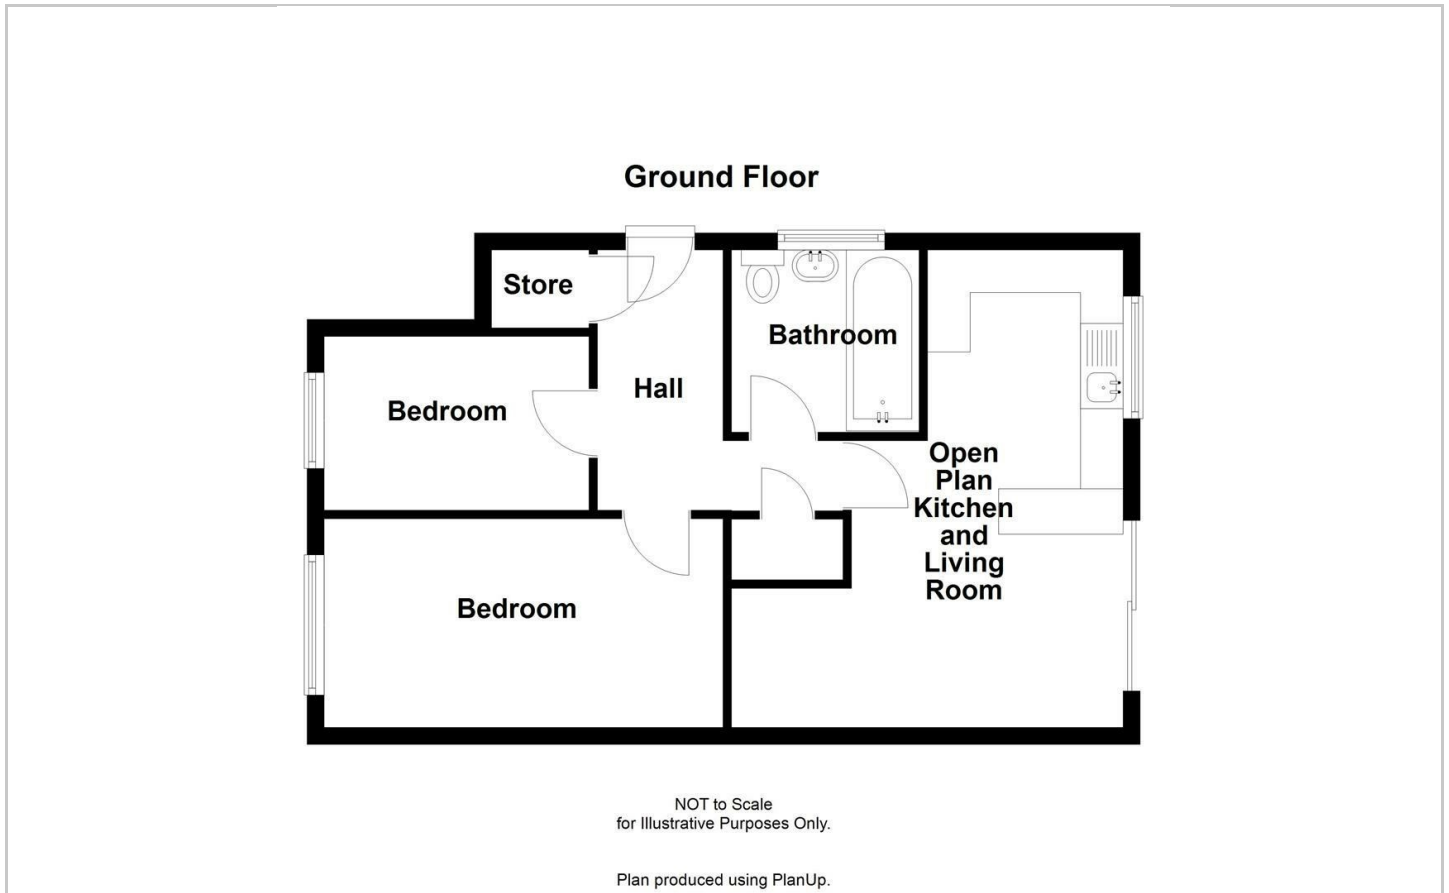 Ground Floor
Store
Bathroom
Hall
Bedroom
Open
Plan
Kitchen
and
Living
Room
Bedroom
NOT to Scale
for Illustrative Purposes Only.
Plan produced using PlanUp.